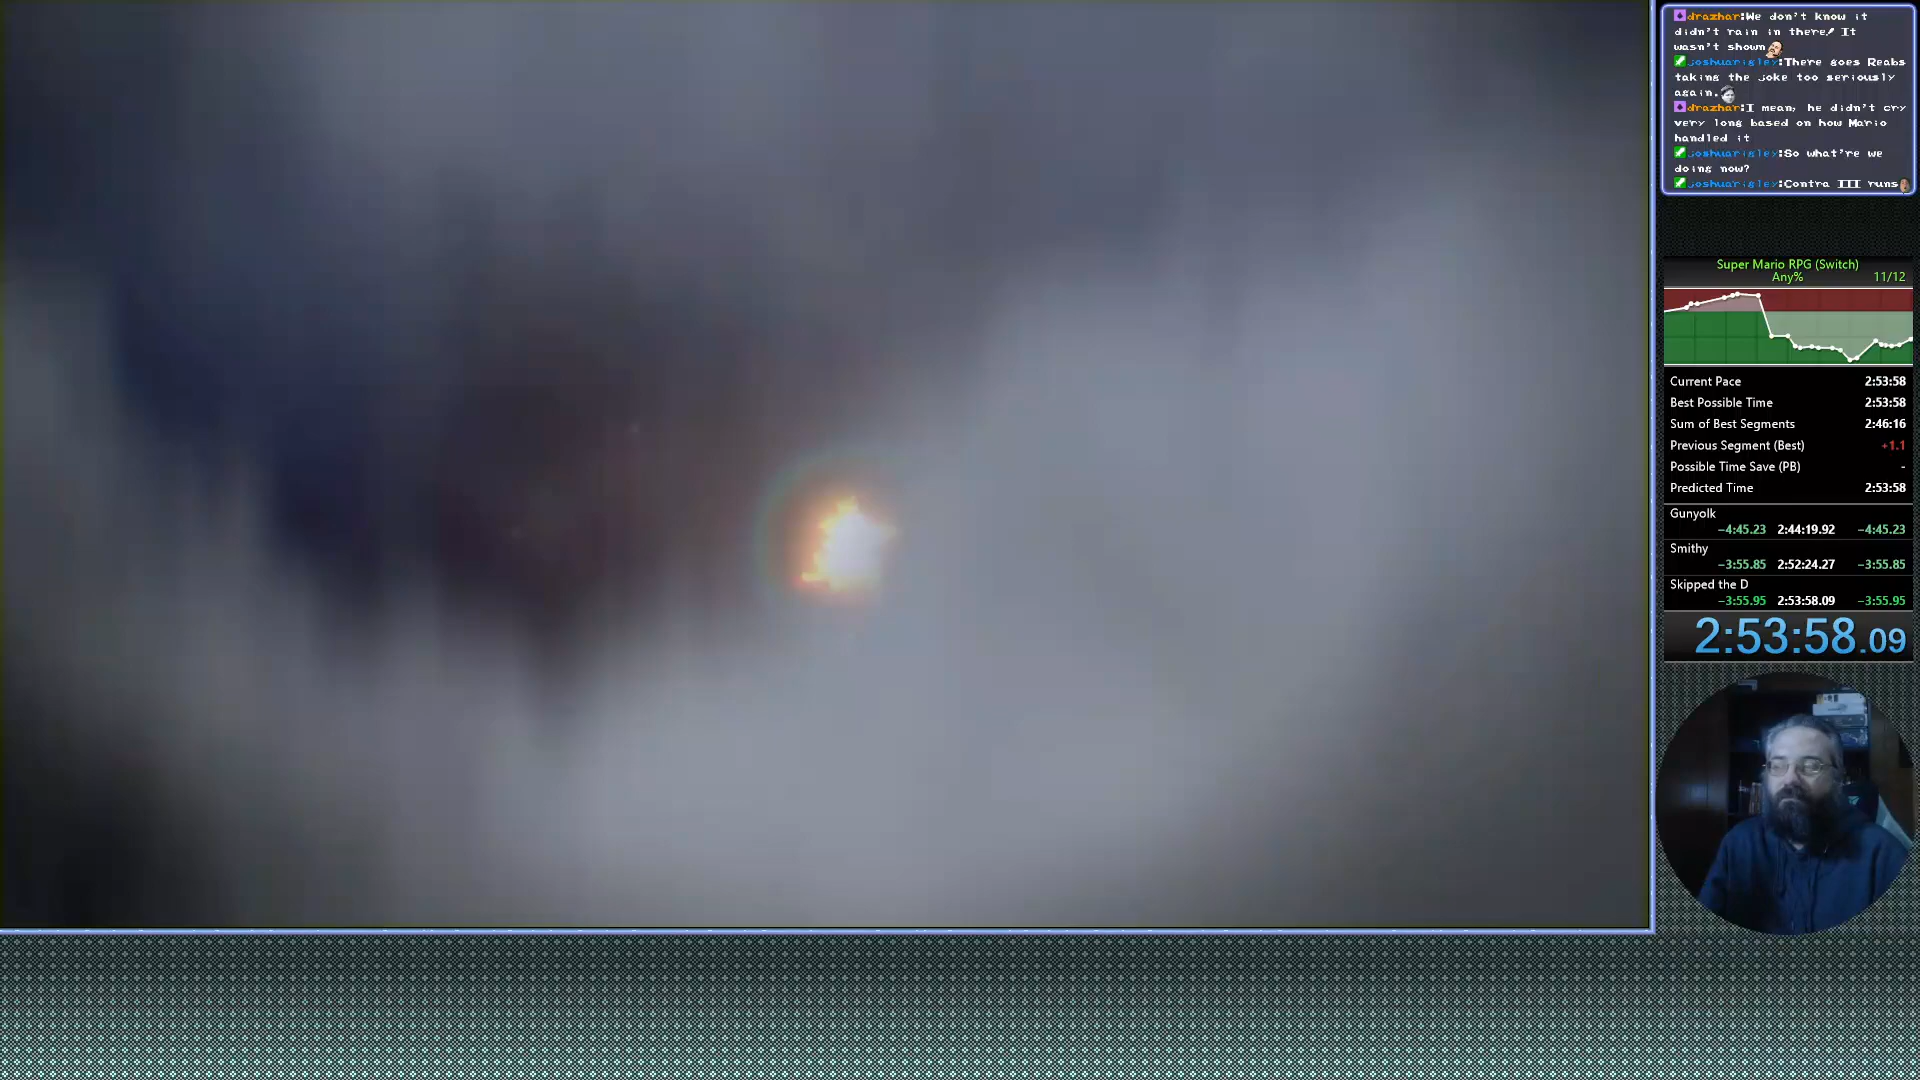 drazhar:We don't know it
didn't rain in there! It
wasn't shown
joshuarigley:There goes Reabs
taking the joke too seriously
again.
drazhar:I mean, he didn't cry
very long based on how Mario
handled it
joshuarigley:So what're we
doing now?
joshuarigley:Contra III runs
Super Mario RPG (Switch)
Any% 11/12
Current Pace 2:53:58
Best Possible Time 2:53:58
Sum of Best Segments 2:46:16
Previous Segment (Best) +1.1
Possible Time Save (PB) -
Predicted Time 2:53:58
Gunyolk
−4:45.23 2:44:19.92 −4:45.23
Smithy
−3:55.85 2:52:24.27 −3:55.85
Skipped the D
−3:55.95 2:53:58.09 −3:55.95
2:53:58.09